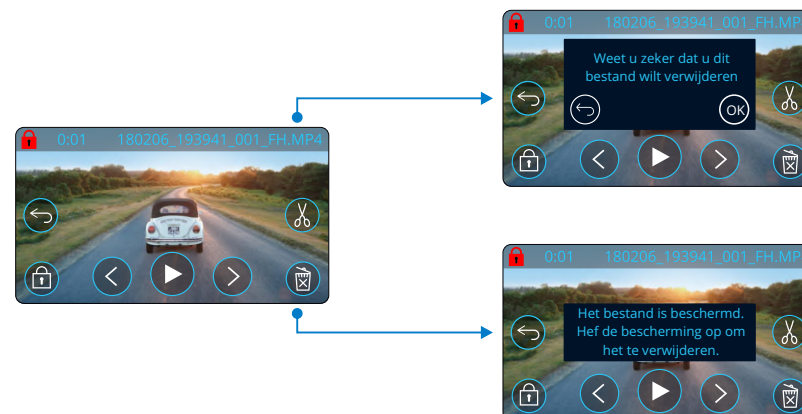 0:01 180206_193941_001_FH.MP
Weet u zeker dat u dit
bestand wilt verwijderen
OK
0:01 180206_193941_001_FH.MP4
0:01 180206_193941_001_FH.MP
Het bestand is beschermd.
Hef de bescherming op om
het te verwijderen.